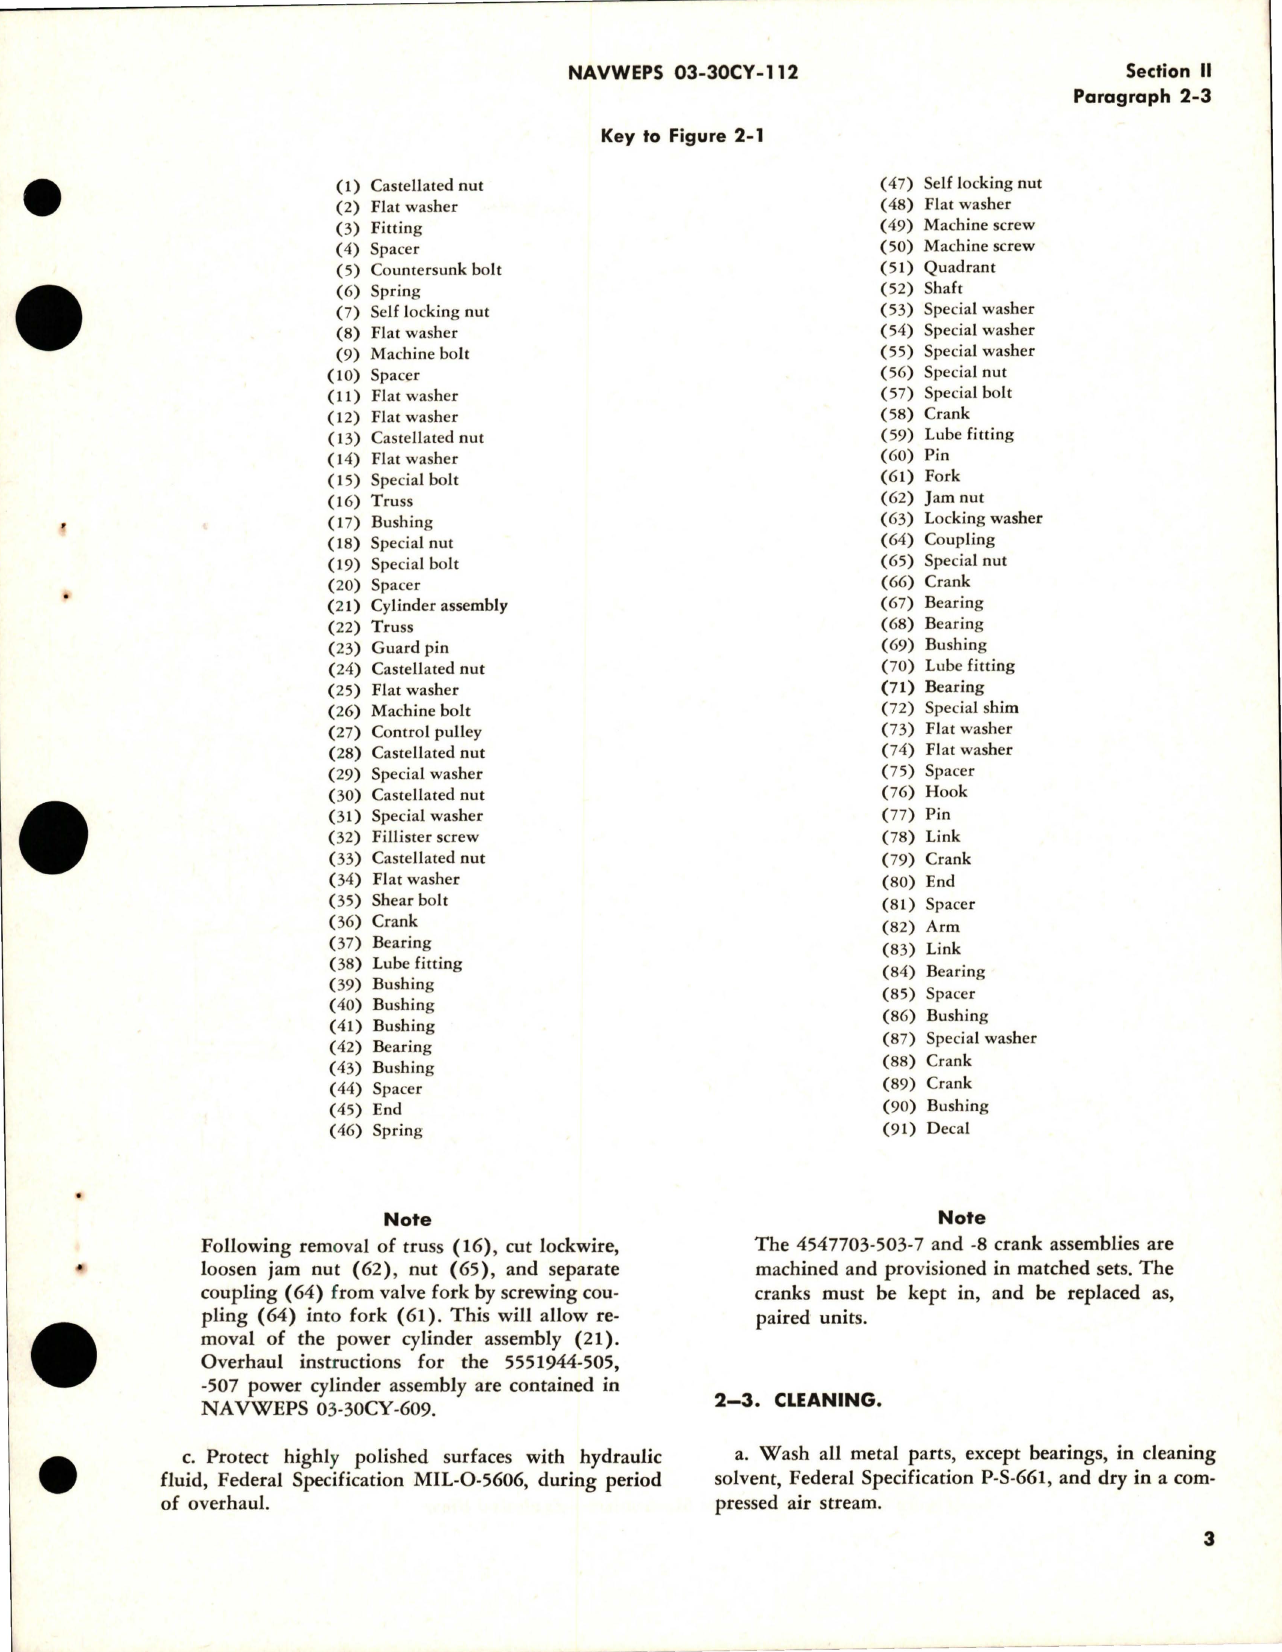 NAVWEPS 03-30CY-112
Section II
Paragraph 2-3
Key to Figure 2-1
(1) Castellated nut
(2) Flat washer
(3) Fitting
(4) Spacer
(5) Countersunk bolt
(6) Spring
(7) Self locking nut
(8) Flat washer
(9) Machine bolt
(10) Spacer
(11) Flat washer
(12) Flat washer
(13) Castellated nut
(14) Flat washer
(15) Special bolt
(16) Truss
(17) Bushing
(18) Special nut
(19) Special bolt
(20) Spacer
(21) Cylinder assembly
(22) Truss
(23) Guard pin
(24) Castellated nut
(25) Flat washer
(26) Machine bolt
(27) Control pulley
(28) Castellated nut
(29) Special washer
(30) Castellated nut
(31) Special washer
(32) Fillister screw
(33) Castellated nut
(34) Flat washer
(35) Shear bolt
(36) Crank
(37) Bearing
(38) Lube fitting
(39) Bushing
(40) Bushing
(41) Bushing
(42) Bearing
(43) Bushing
(44) Spacer
(45) End
(46) Spring
(47) Self locking nut
(48) Flat washer
(49) Machine screw
(50) Machine screw
(51) Quadrant
(52) Shaft
(53) Special washer
(54) Special washer
(55) Special washer
(56) Special nut
(57) Special bolt
(58) Crank
(59) Lube fitting
(60) Pin
(61) Fork
(62) Jam nut
(63) Locking washer
(64) Coupling
(65) Special nut
(66) Crank
(67) Bearing
(68) Bearing
(69) Bushing
(70) Lube fitting
(71) Bearing
(72) Special shim
(73) Flat washer
(74) Flat washer
(75) Spacer
(76) Hook
(77) Pin
(78) Link
(79) Crank
(80) End
(81) Spacer
(82) Arm
(83) Link
(84) Bearing
(85) Spacer
(86) Bushing
(87) Special washer
(88) Crank
(89) Crank
(90) Bushing
(91) Decal
Note
Following removal of truss (16), cut lockwire,
loosen jam nut (62), nut (65), and separate
coupling (64) from valve fork by screwing cou-
pling (64) into fork (61). This will allow re-
moval of the power cylinder assembly (21).
Overhaul instructions for the 5551944-505,
-507 power cylinder assembly are contained in
NAVWEPS 03-30CY-609.
c. Protect highly polished surfaces with hydraulic
fluid, Federal Specification MIL-O-5606, during period
of overhaul.
Note
The 4547703-503-7 and -8 crank assemblies are
machined and provisioned in matched sets. The
cranks must be kept in, and be replaced as,
paired units.
2-3. CLEANING.
a. Wash all metal parts, except bearings, in cleaning
solvent, Federal Specification P-S-661, and dry in a com-
pressed air stream.
3